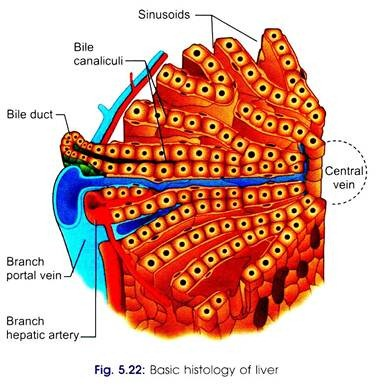 Sinusoids
Bile
canaliculi
Bile duct
Central
vein
Branch
portal vein
Branch
hepatic artery
Fig. 5.22: Basic histology of liver